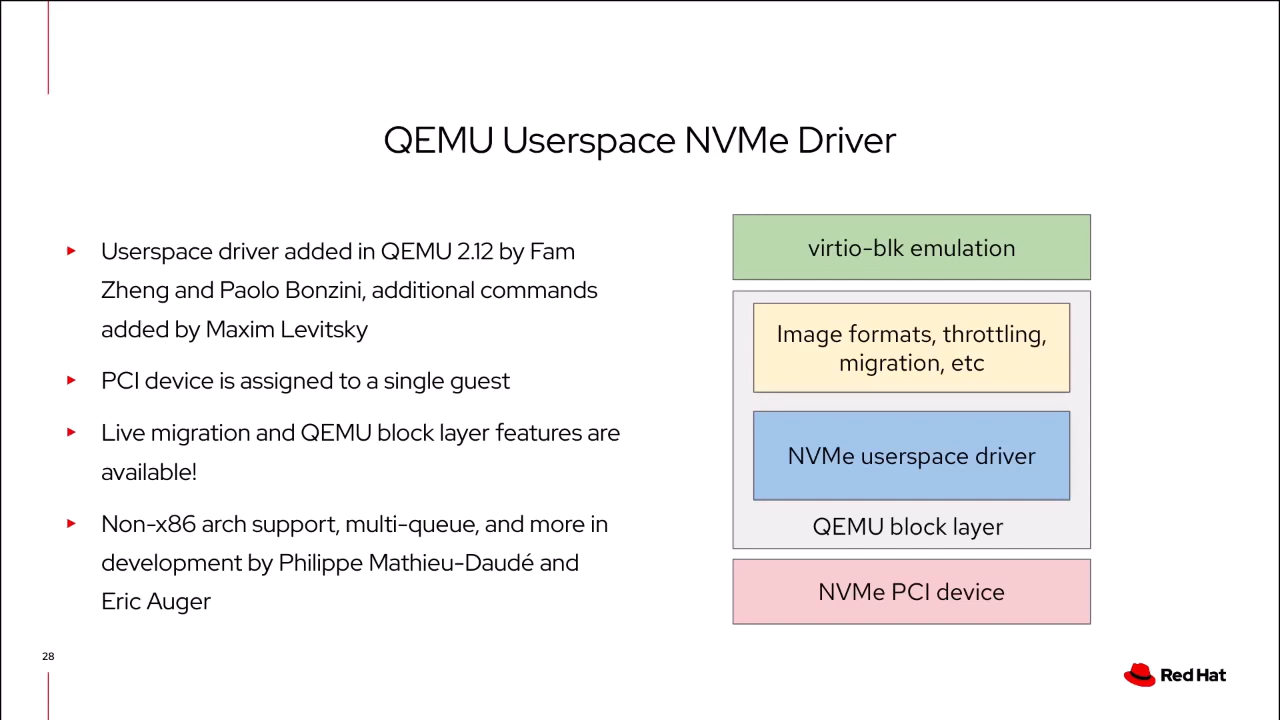 QEMU Userspace NVMe Driver
Userspace driver added in QEMU 2.12 by Fam
Zheng and Paolo Bonzini, additional commands
added by Maxim Levitsky
PCI device is assigned to a single guest
Live migration and QEMU block layer features are
available!
Non-x86 arch support, multi-queue, and more in
development by Philippe Mathieu-Daudé and
Eric Auger
virtio-blk emulation
Image formats, throttling,
migration, etc
NVMe userspace driver
QEMU block layer
NVMe PCI device
28
Red Hat